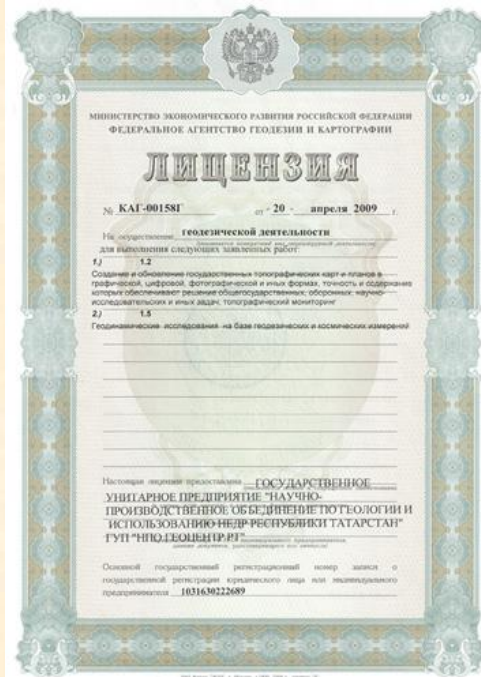 МИНИСТЕРСТВО ЭКОНОМИЧЕСКОГО РАЗВИТИЯ РОССИЙСКОЙ ФЕДЕРАЦИИ
ФЕДЕРАЛЬНОЕ АГЕНТСТВО ГЕОДЕЗИИ И КАРТОГРАФИИ
ЛИЦЕНЗИЯ
№ КАГ-00158Г от - 20 - апреля 2009 г.
На осуществление геодезической деятельности
для выполнения следующих заявленных работ:
1.) 1.2
Создание и обновление государственных топографических карт и планов в
графической, цифровой, фотографической и иных формах, точность и содержание
которых обеспечивают решение общегосударственных, оборонных, научно-
исследовательских и иных задач, топографический мониторинг
2.) 1.5
Геодинамические исследования на базе геодезических и космических измерений
Настоящая лицензия предоставлена ГОСУДАРСТВЕННОЕ
УНИТАРНОЕ ПРЕДПРИЯТИЕ "НАУЧНО-
ПРОИЗВОДСТВЕННОЕ ОБЪЕДИНЕНИЕ ПО ГЕОЛОГИИ И
ИСПОЛЬЗОВАНИЮ НЕДР РЕСПУБЛИКИ ТАТАРСТАН"
ГУП "НПО ГЕОЦЕНТР РТ"
Основной государственный регистрационный номер записи о
государственной регистрации юридического лица или индивидуального
предпринимателя 1031630222689